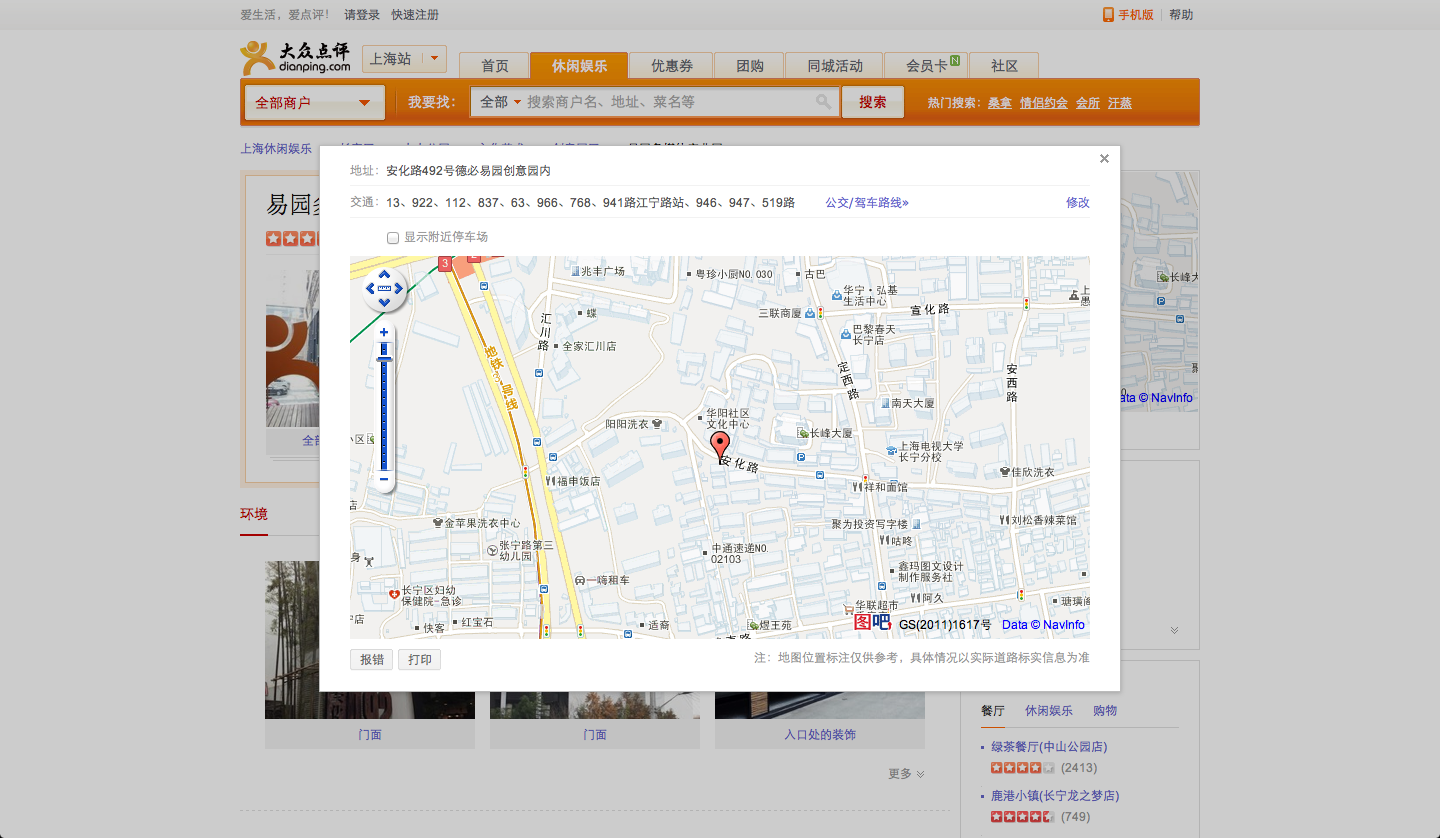 爱生活，爱点评！ 请登录 快速注册
手机版 帮助
大众点评
dianping.com
上海站
首页 休闲娱乐 优惠券 团购 同城活动 会员卡 N 社区
全部商户 我要找： 全部 搜索商户名、地址、菜名等 搜索 热门搜索： 桑拿 情侣约会 会所 汗蒸
上海休闲娱乐
地址： 安化路492号德必易园创意园内
易园
交通： 13、922、112、837、63、966、768、941路江宁路站、946、947、519路 公交/驾车路线» 修改
显示附近停车场
3
兆丰广场
粤珍小厨NO.030
古巴
华宁·弘基
生活中心
长峰大
蝶
三联商厦
宣化路
汇川路
巴黎春天
长宁店
全家汇川店
地铁3号线
定西路
安西路
南天大厦
ata © NavInfo
华阳社区
文化中心
阳阳洗衣
长峰大厦
小区
上海电视大学
长宁分校
安化路
佳欣洗衣
福申饭店
祥和面馆
店
金苹果洗衣中心
聚为投资写字楼
刘松香辣菜馆
咕咚
张宁路第三
幼儿园
中通速递NO.
02103
身
鑫玛图文设计
制作服务社
一嗨租车
长宁区妇幼
保健院-急诊
阿久
华联超市
瑭璜阁
宁店
侠客
红宝石
适裔
煜王苑
图吧 GS(2011)1617号 Data © NavInfo
环境
报错 打印 注：地图位置标注仅供参考，具体情况以实际道路标实信息为准
餐厅 休闲娱乐 购物
门面 门面 入口处的装饰
绿茶餐厅(中山公园店)
(2413)
更多
鹿港小镇(长宁龙之梦店)
(749)